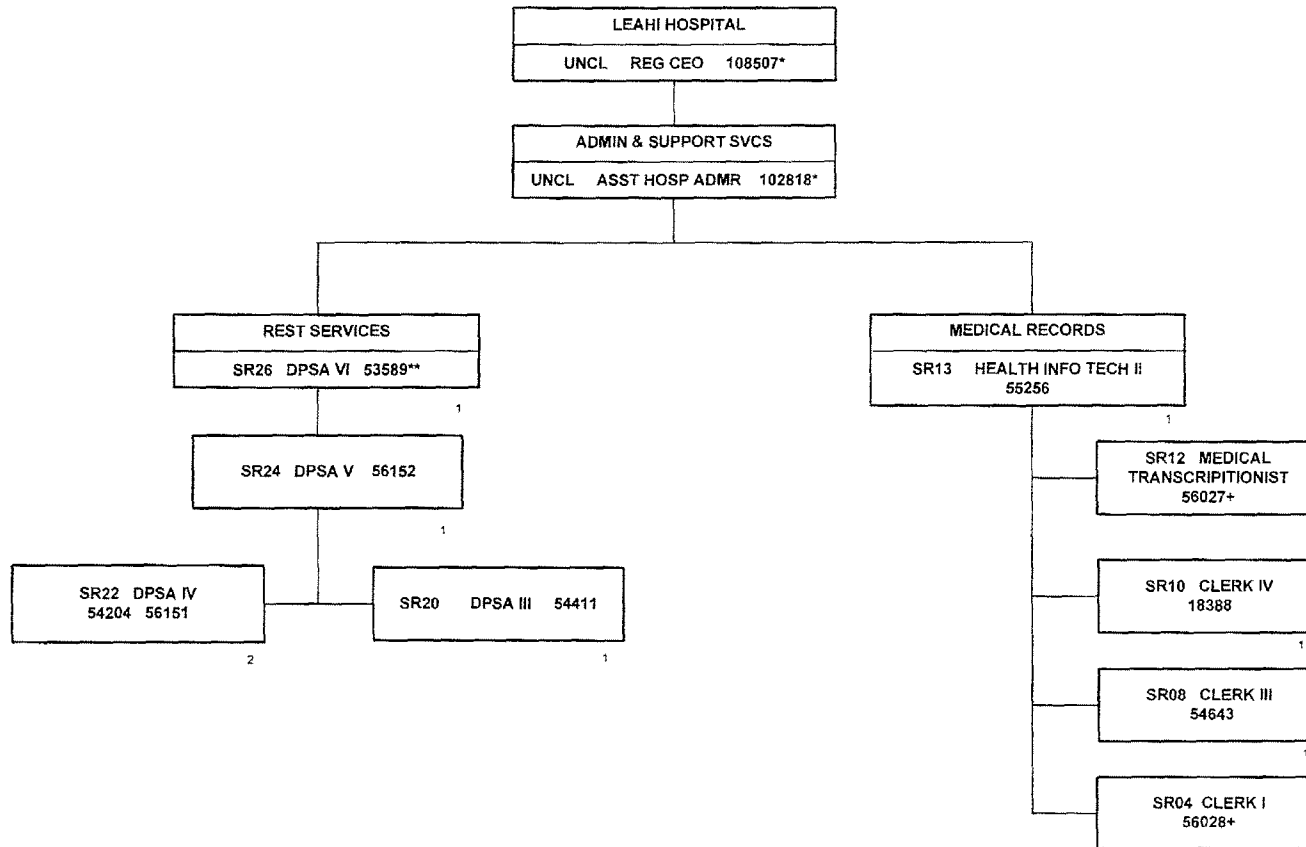 LEAHI HOSPITAL
UNCL REG CEO 108507*
ADMIN & SUPPORT SVCS
UNCL ASST HOSP ADMR 102818*
REST SERVICES
SR26 DPSA VI 53589**
1
SR24 DPSA V 56152
1
SR22 DPSA IV
54204 56151
2
SR20 DPSA III 54411
1
MEDICAL RECORDS
SR13 HEALTH INFO TECH II
55256
1
SR12 MEDICAL
TRANSCRIPITIONIST
56027+
SR10 CLERK IV
18388
1
SR08 CLERK III
54643
1
SR04 CLERK I
56028+